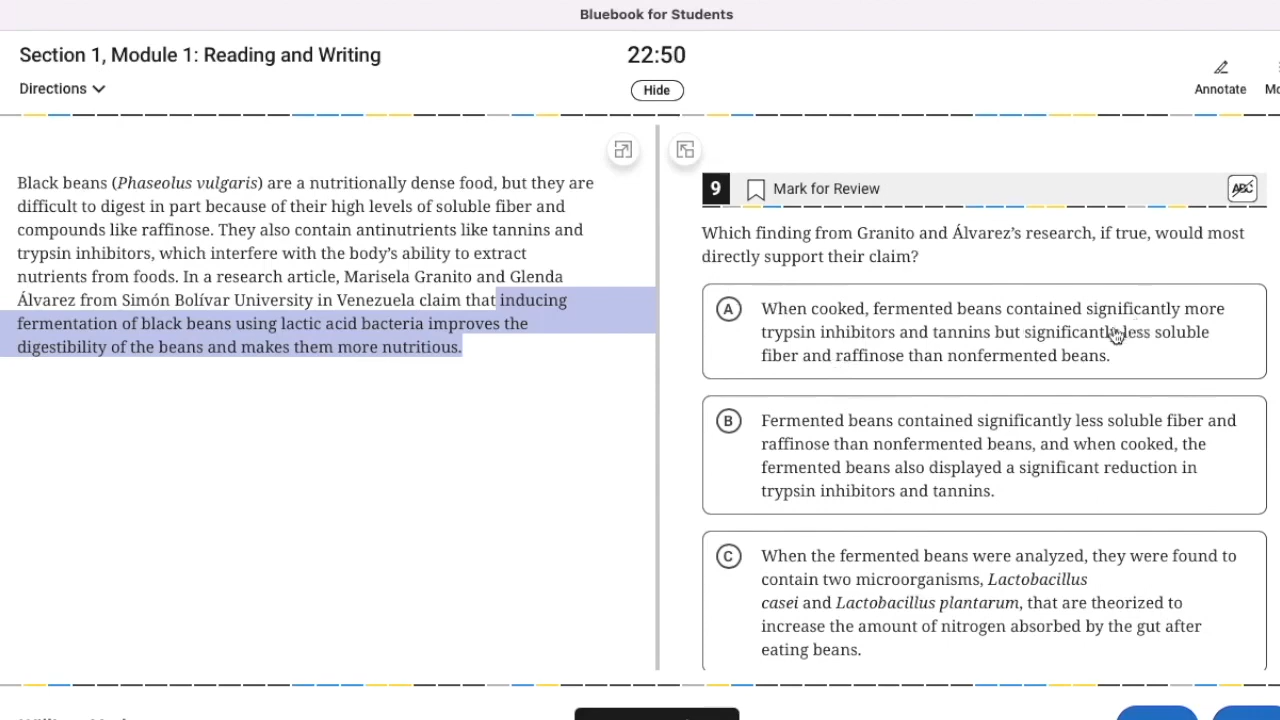 Bluebook for Students
Section 1, Module 1: Reading and Writing
22:50
Directions
Hide
Annotate
Black beans (Phaseolus vulgaris) are a nutritionally dense food, but they are
difficult to digest in part because of their high levels of soluble fiber and
compounds like raffinose. They also contain antinutrients like tannins and
trypsin inhibitors, which interfere with the body’s ability to extract
nutrients from foods. In a research article, Marisela Granito and Glenda
Álvarez from Simón Bolívar University in Venezuela claim that inducing
fermentation of black beans using lactic acid bacteria improves the
digestibility of the beans and makes them more nutritious.
9
Mark for Review
ABC
Which finding from Granito and Álvarez’s research, if true, would most
directly support their claim?
A
When cooked, fermented beans contained significantly more
trypsin inhibitors and tannins but significantly less soluble
fiber and raffinose than nonfermented beans.
B
Fermented beans contained significantly less soluble fiber and
raffinose than nonfermented beans, and when cooked, the
fermented beans also displayed a significant reduction in
trypsin inhibitors and tannins.
C
When the fermented beans were analyzed, they were found to
contain two microorganisms, Lactobacillus
casei and Lactobacillus plantarum, that are theorized to
increase the amount of nitrogen absorbed by the gut after
eating beans.